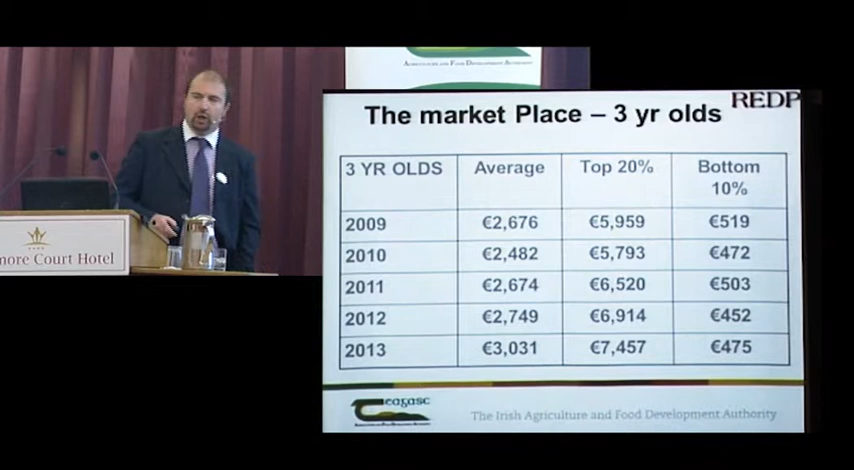 AGRICULTURE AND FOOD DEVELOPMENT AUTHORITY
REDP
The market Place – 3 yr olds
3 YR OLDS Average Top 20% Bottom 10%
2009 €2,676 €5,959 €519
2010 €2,482 €5,793 €472
2011 €2,674 €6,520 €503
2012 €2,749 €6,914 €452
2013 €3,031 €7,457 €475
more Court Hotel
eagasc
The Irish Agriculture and Food Development Authority